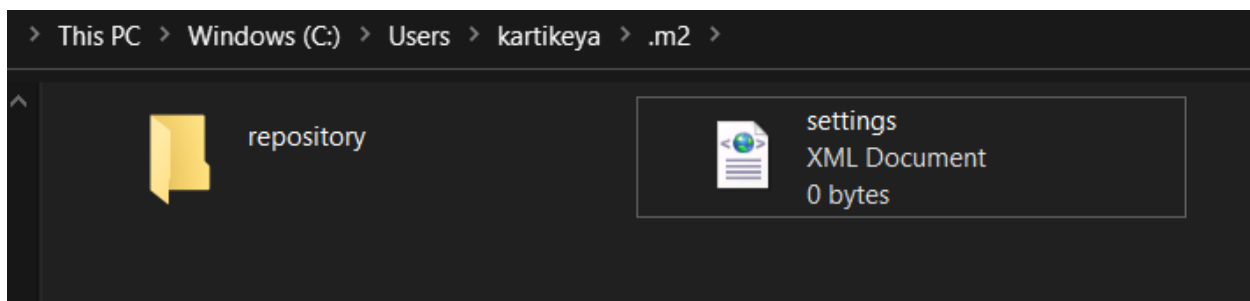 > This PC > Windows (C:) > Users > kartikeya > .m2 >
repository
settings
XML Document
0 bytes